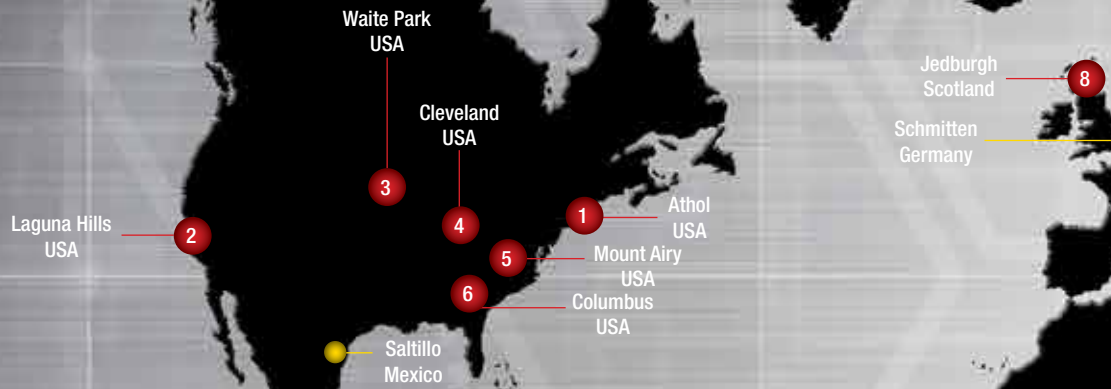 Waite Park
USA
Cleveland
USA
Jedburgh
Scotland
8
Schmitten
Germany
3
Laguna Hills
USA
2
4
1
Athol
USA
5
Mount Airy
USA
6
Columbus
USA
Saltillo
Mexico